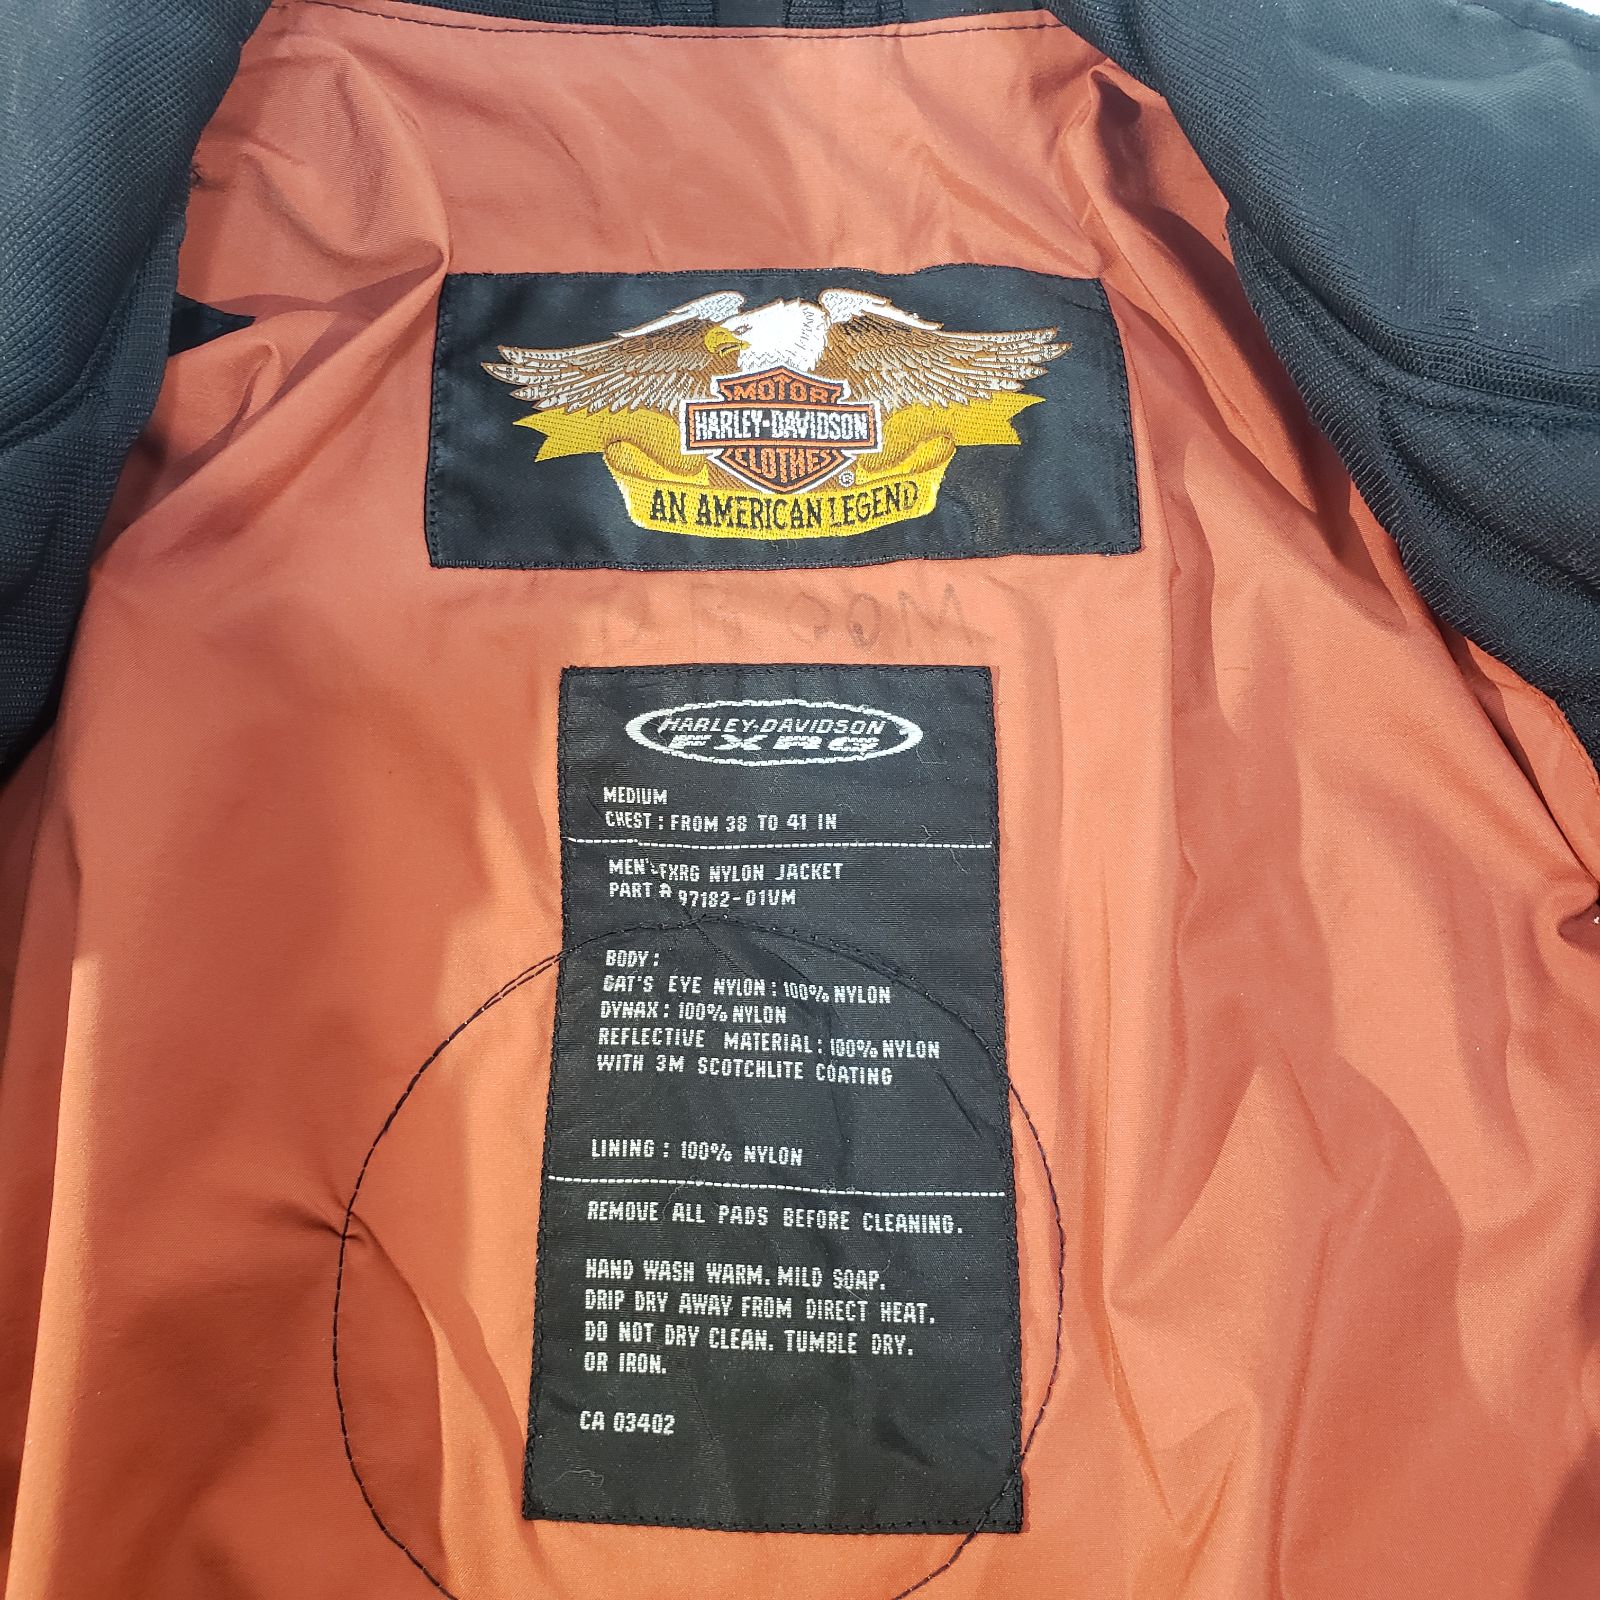 MOTOR
HARLEY-DAVIDSON
CLOTHES
®
AN AMERICAN LEGEND
HARLEY-DAVIDSON
FXRG
MEDIUM
CHEST: FROM 38 TO 41 IN
MEN'S FXRG NYLON JACKET
PART # 97182-01VM
BODY:
CAT'S EYE NYLON: 100% NYLON
DYNAX: 100% NYLON
REFLECTIVE MATERIAL: 100% NYLON
WITH 3M SCOTCHLITE COATING
LINING: 100% NYLON
REMOVE ALL PADS BEFORE CLEANING.
HAND WASH WARM. MILD SOAP.
DRIP DRY AWAY FROM DIRECT HEAT.
DO NOT DRY CLEAN. TUMBLE DRY.
OR IRON.
CA 03402